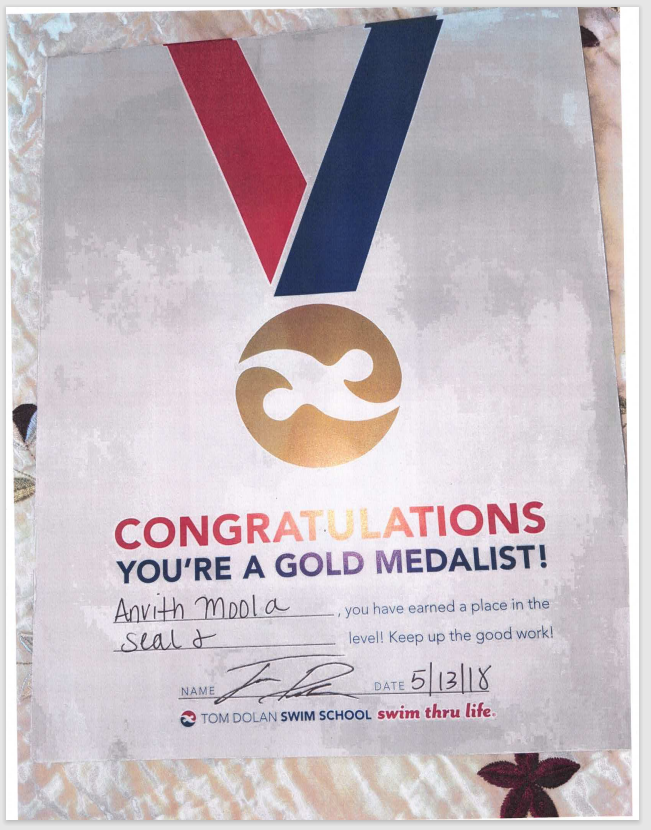 CONGRATULATIONS
YOU'RE A GOLD MEDALIST!
Anvith Moola, you have earned a place in the
seal 2 level! Keep up the good work!
NAME DATE 5/13/18
TOM DOLAN SWIM SCHOOL swim thru life.